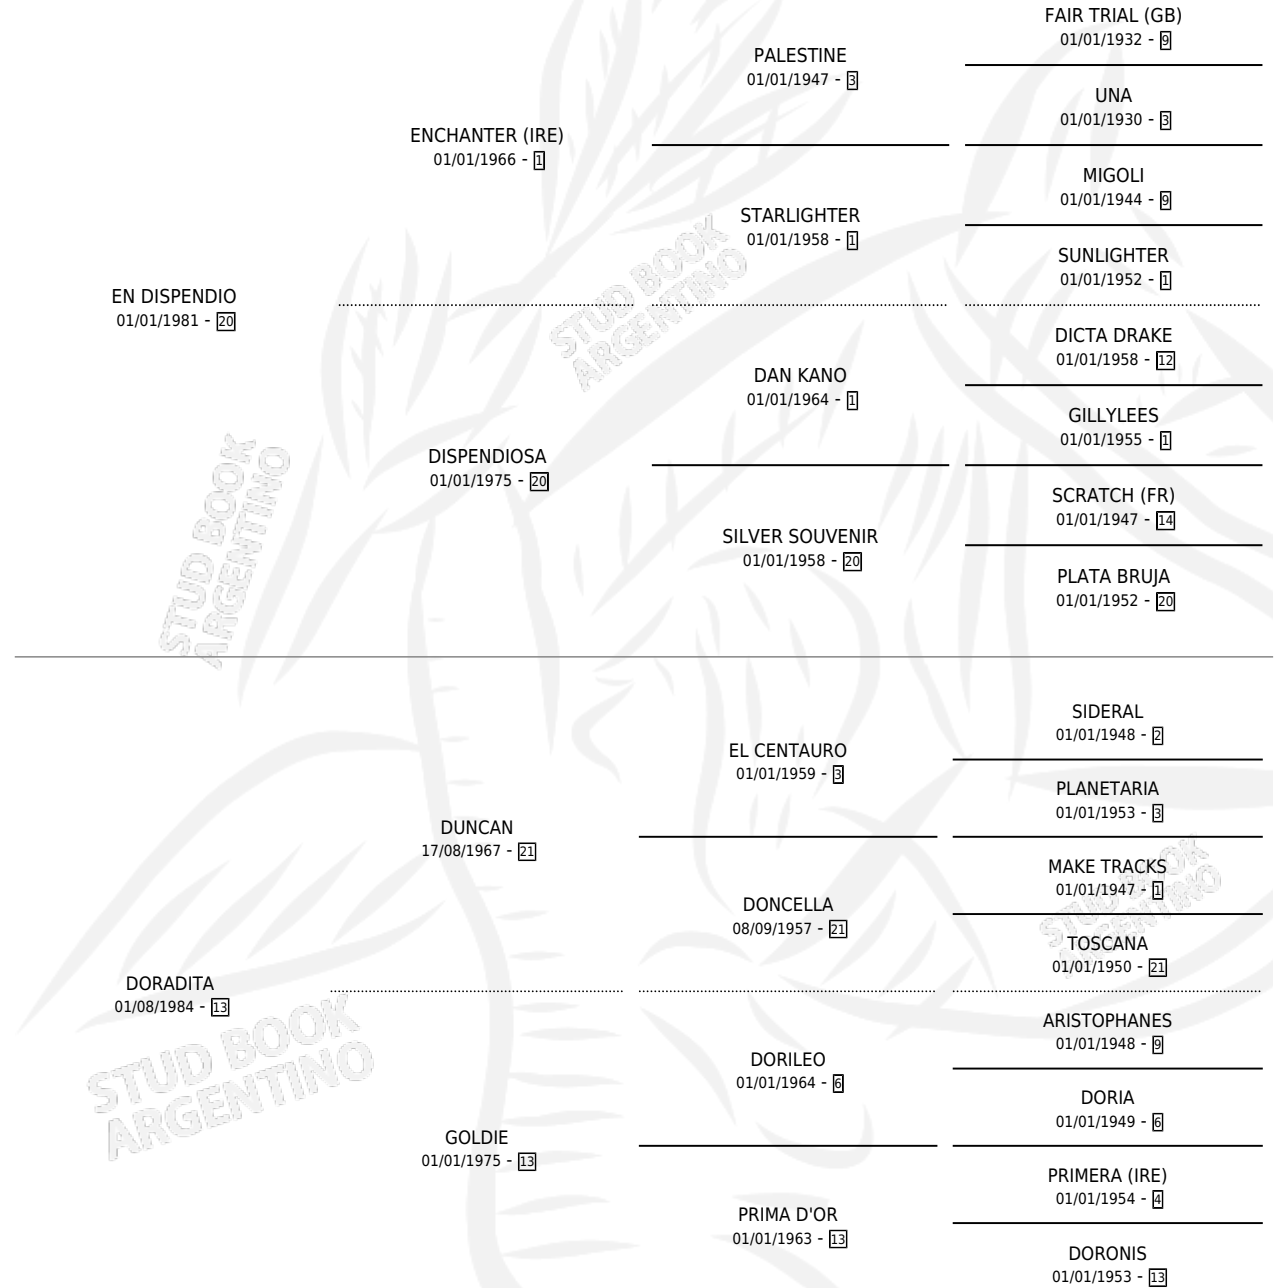 FAIR TRIAL (GB)
01/01/1932 - 9
PALESTINE
01/01/1947 - 3
UNA
01/01/1930 - 3
ENCHANTER (IRE)
01/01/1966 - 1
MIGOLI
01/01/1944 - 9
STARLIGHTER
01/01/1958 - 1
SUNLIGHTER
01/01/1952 - 1
EN DISPENDIO
01/01/1981 - 20
DICTA DRAKE
01/01/1958 - 12
DAN KANO
01/01/1964 - 1
GILLYLEES
01/01/1955 - 1
DISPENDIOSA
01/01/1975 - 20
SCRATCH (FR)
01/01/1947 - 14
SILVER SOUVENIR
01/01/1958 - 20
PLATA BRUJA
01/01/1952 - 20
SIDERAL
01/01/1948 - 2
EL CENTAURO
01/01/1959 - 3
PLANETARIA
01/01/1953 - 3
DUNCAN
17/08/1967 - 21
MAKE TRACKS
01/01/1947 - 1
DONCELLA
08/09/1957 - 21
TOSCANA
01/01/1950 - 21
DORADITA
01/08/1984 - 13
ARISTOPHANES
01/01/1948 - 9
DORILEO
01/01/1964 - 6
DORIA
01/01/1949 - 6
GOLDIE
01/01/1975 - 13
PRIMERA (IRE)
01/01/1954 - 4
PRIMA D'OR
01/01/1963 - 13
DORONIS
01/01/1953 - 13
STUD BOOK
ARGENTINO
STUD BOOK
ARGENTINO
STUD BOOK
ARGENTINO
STUD BOOK
ARGENTINO